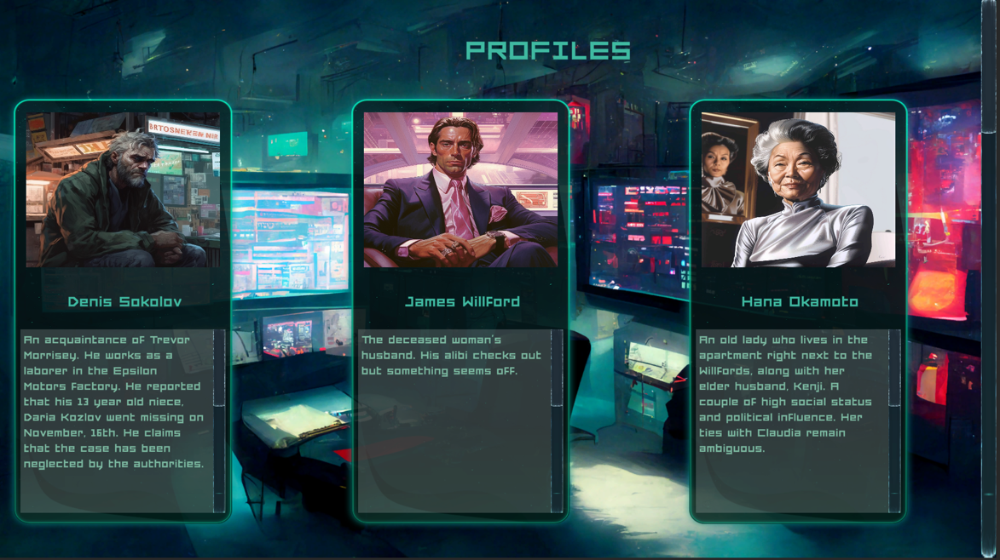 PROFILES
Denis Sokolov
An acquaintance of Trevor
Morrisey. He works as a
laborer in the Epsilon
Motors Factory. He reported
that his 13 year old niece,
Daria Kozlov went missing on
November, 16th. He claims
that the case has been
neglected by the authorities.
James Willford
The deceased woman's
husband. His alibi checks out
but something seems off.
Hana Okamoto
An old lady who lives in the
apartment right next to the
Willfords, along with her
elder husband, Kenji. A
couple of high social status
and political influence. Her
ties with Claudia remain
ambiguous.